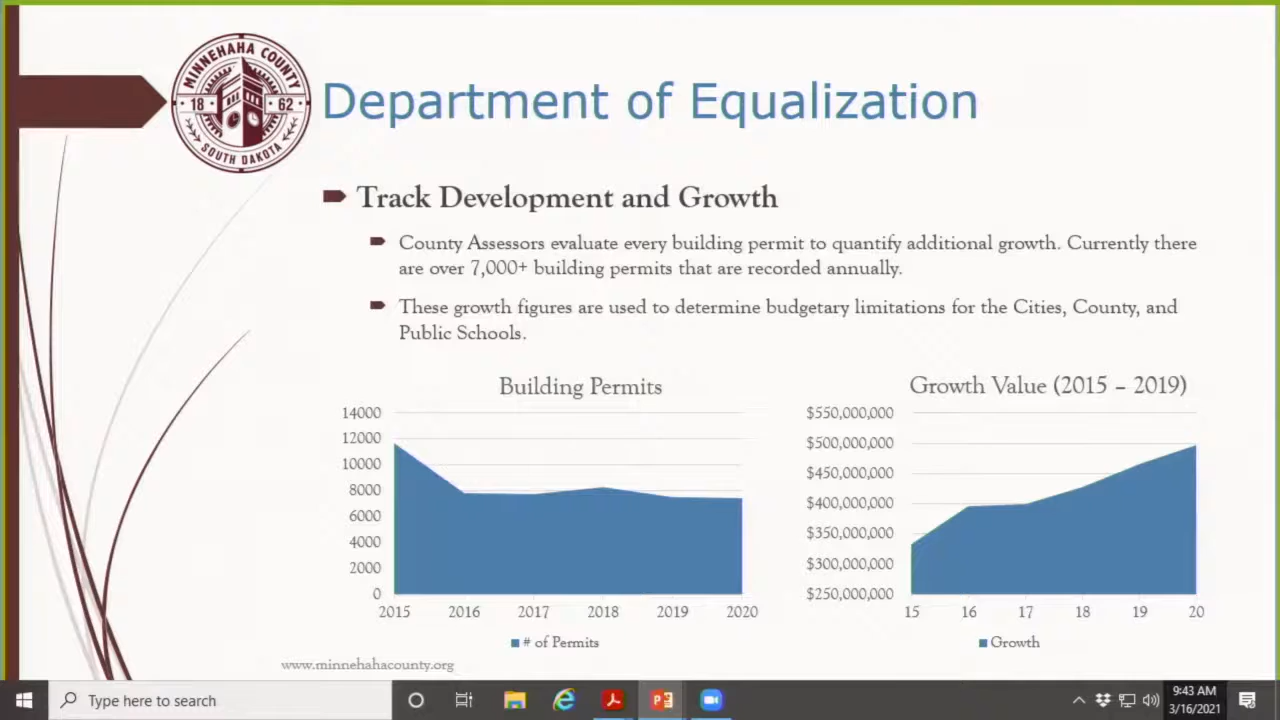 MINNEHAHA COUNTY
18 62
SOUTH DAKOTA
Department of Equalization
Track Development and Growth
County Assessors evaluate every building permit to quantify additional growth. Currently there
are over 7,000+ building permits that are recorded annually.
These growth figures are used to determine budgetary limitations for the Cities, County, and
Public Schools.
Building Permits
14000
12000
10000
8000
6000
4000
2000
0
2015 2016 2017 2018 2019 2020
# of Permits
Growth Value (2015 – 2019)
$550,000,000
$500,000,000
$450,000,000
$400,000,000
$350,000,000
$300,000,000
$250,000,000
15 16 17 18 19 20
Growth
www.minnehahacounty.org
Type here to search
9:43 AM
3/16/2021